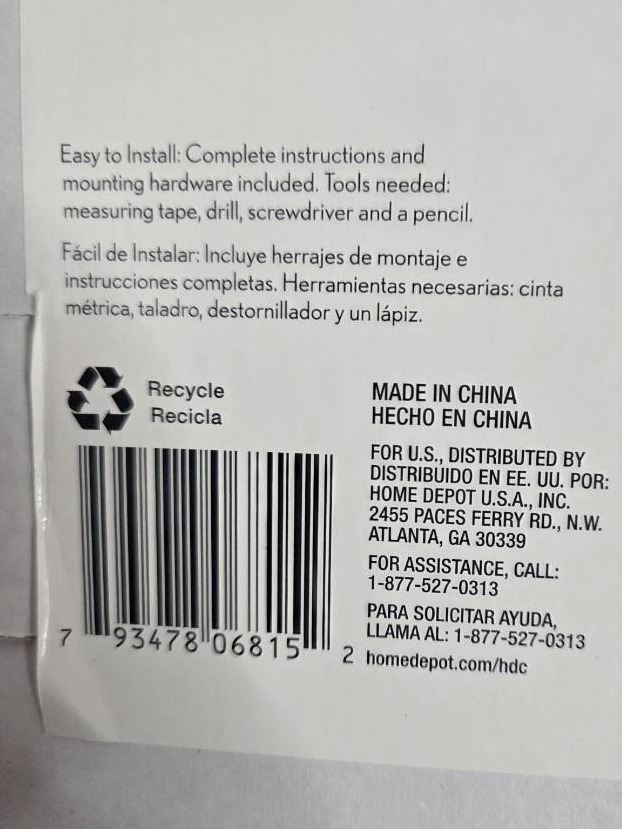 Easy to Install: Complete instructions and
mounting hardware included. Tools needed:
measuring tape, drill, screwdriver and a pencil.
Fácil de Instalar: Incluye herrajes de montaje e
instrucciones completas. Herramientas necesarias: cinta
métrica, taladro, destornillador y un lápiz.
Recycle
Recicla
MADE IN CHINA
HECHO EN CHINA
FOR U.S., DISTRIBUTED BY
DISTRIBUIDO EN EE. UU. POR:
HOME DEPOT U.S.A., INC.
2455 PACES FERRY RD., N.W.
ATLANTA, GA 30339
FOR ASSISTANCE, CALL:
1-877-527-0313
PARA SOLICITAR AYUDA,
LLAMA AL: 1-877-527-0313
homedepot.com/hdc
7 93478 06815 2